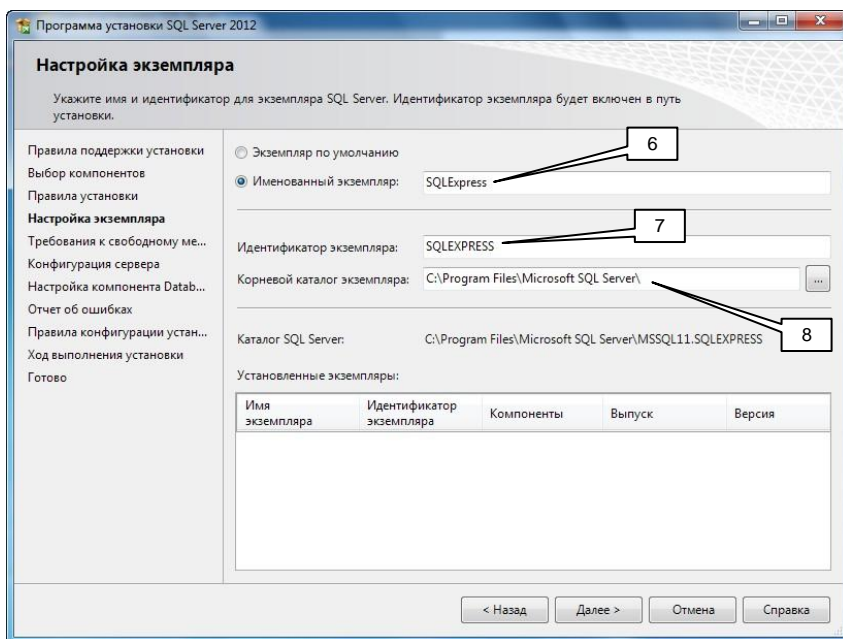 Программа установки SQL Server 2012
Настройка экземпляра
Укажите имя и идентификатор для экземпляра SQL Server. Идентификатор экземпляра будет включен в путь
установки.
Правила поддержки установки
Выбор компонентов
Правила установки
Настройка экземпляра
Требования к свободному ме...
Конфигурация сервера
Настройка компонента Datab...
Отчет об ошибках
Правила конфигурации устан...
Ход выполнения установки
Готово
Экземпляр по умолчанию
6
Именованный экземпляр: SQLExpress
7
Идентификатор экземпляра: SQLEXPRESS
Корневой каталог экземпляра: C:\Program Files\Microsoft SQL Server\ ...
8
Каталог SQL Server: C:\Program Files\Microsoft SQL Server\MSSQL11.SQLEXPRESS
Установленные экземпляры:
Имя экземпляра Идентификатор экземпляра Компоненты Выпуск Версия
< Назад Далее > Отмена Справка